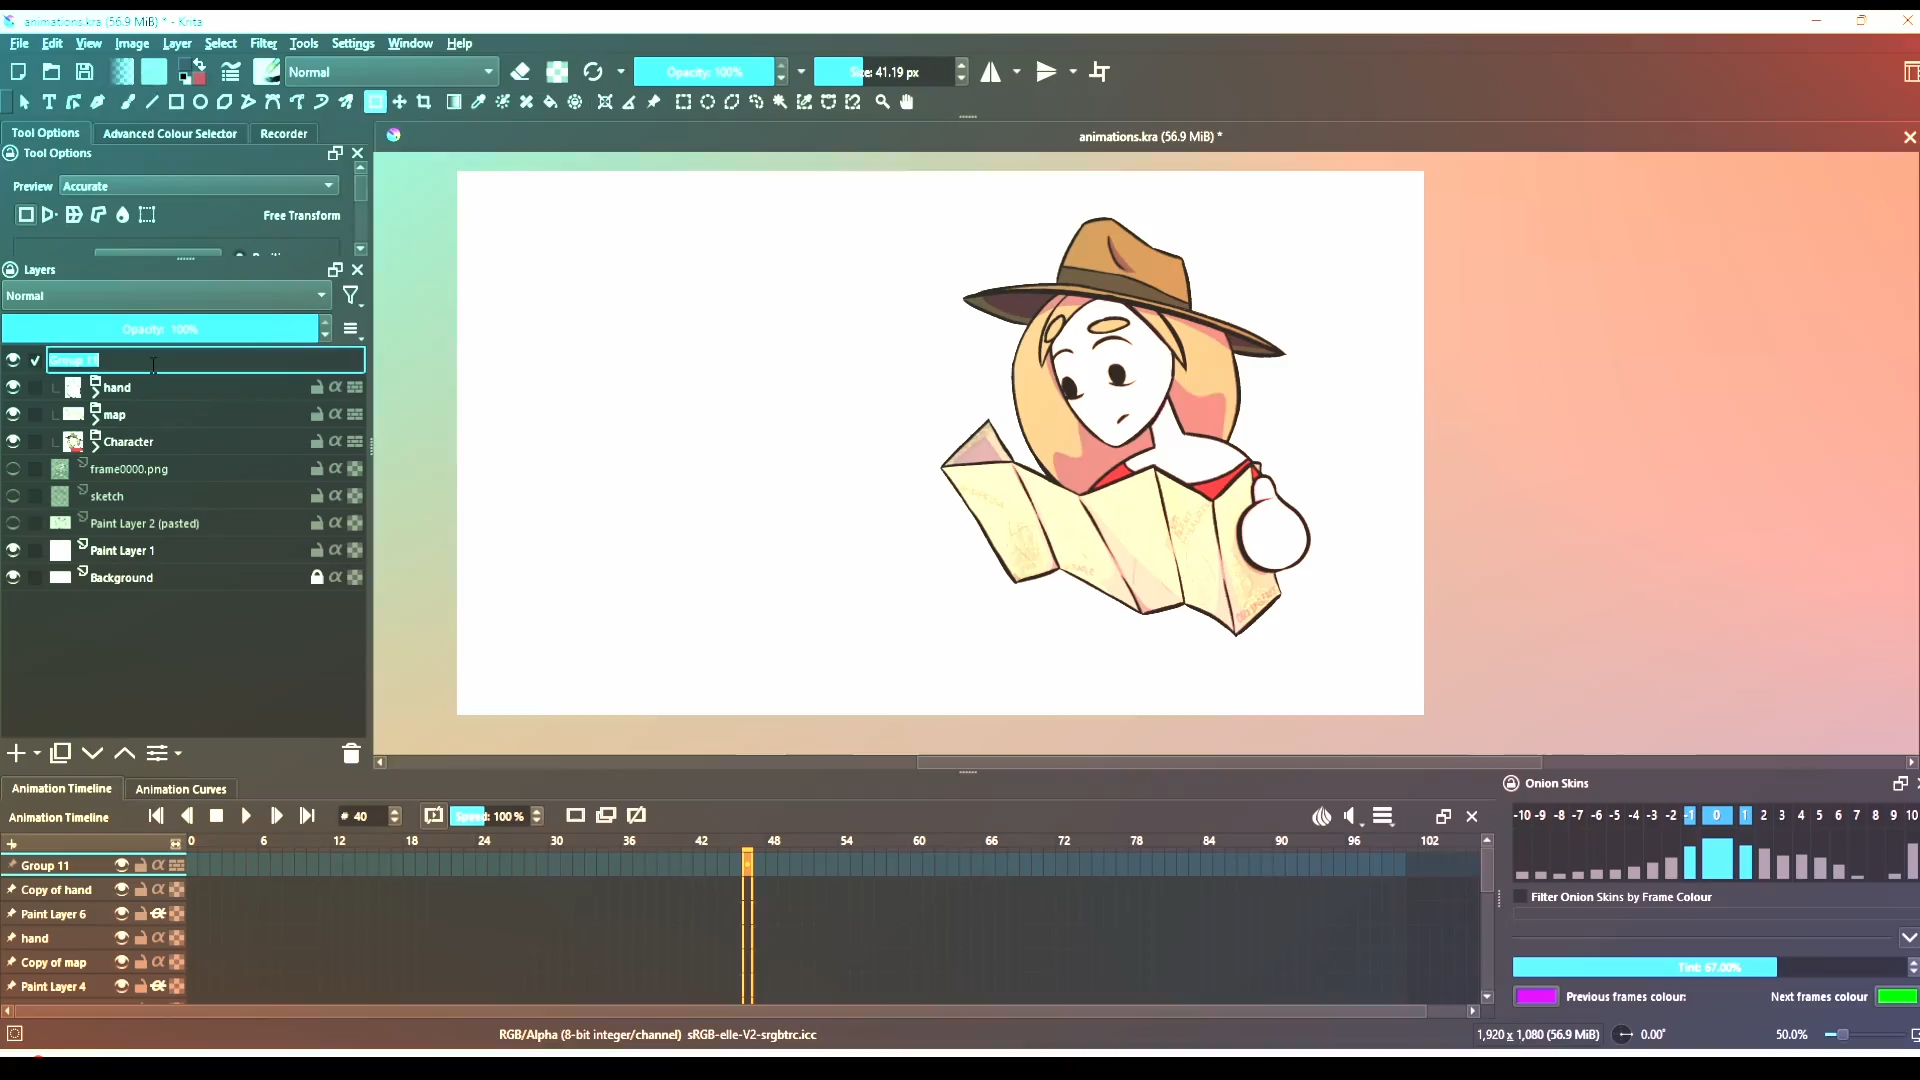 animations.kra (56.9 MiB) * - Krita
File Edit View Image Layer Select Filter Tools Settings Window Help
Normal
Opacity: 100%
Size: 41.19 px
Tool Options Advanced Colour Selector Recorder
animations.kra (56.9 MiB) *
Tool Options
Preview Accurate
Free Transform
Layers
Normal
Opacity: 100%
Group 11
hand
map
Character
frame0000.png
sketch
Paint Layer 2 (pasted)
Paint Layer 1
Background
Animation Timeline Animation Curves
Onion Skins
Animation Timeline
# 40
Speed: 100 %
-10 -9 -8 -7 -6 -5 -4 -3 -2 -1 0 1 2 3 4 5 6 7 8 9 10
0 6 12 18 24 30 36 42 48 54 60 66 72 78 84 90 96 102
Group 11
Copy of hand
Paint Layer 6
hand
Copy of map
Paint Layer 4
Filter Onion Skins by Frame Colour
Tint: 67.00%
Previous frames colour: Next frames colour
RGB/Alpha (8-bit integer/channel) sRGB-elle-V2-srgbtrc.icc
1,920 x 1,080 (56.9 MiB)
0.00°
50.0%